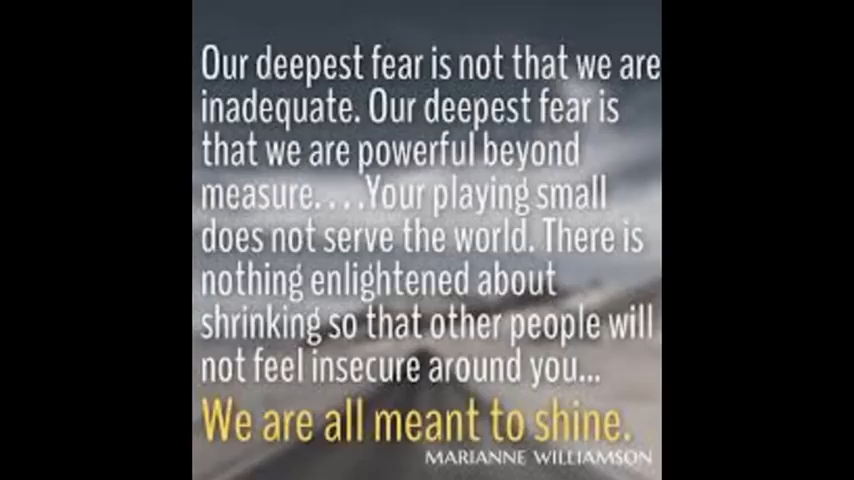 Our deepest fear is not that we are
inadequate. Our deepest fear is
that we are powerful beyond
measure. . . .Your playing small
does not serve the world. There is
nothing enlightened about
shrinking so that other people will
not feel insecure around you...
We are all meant to shine.
MARIANNE WILLIAMSON